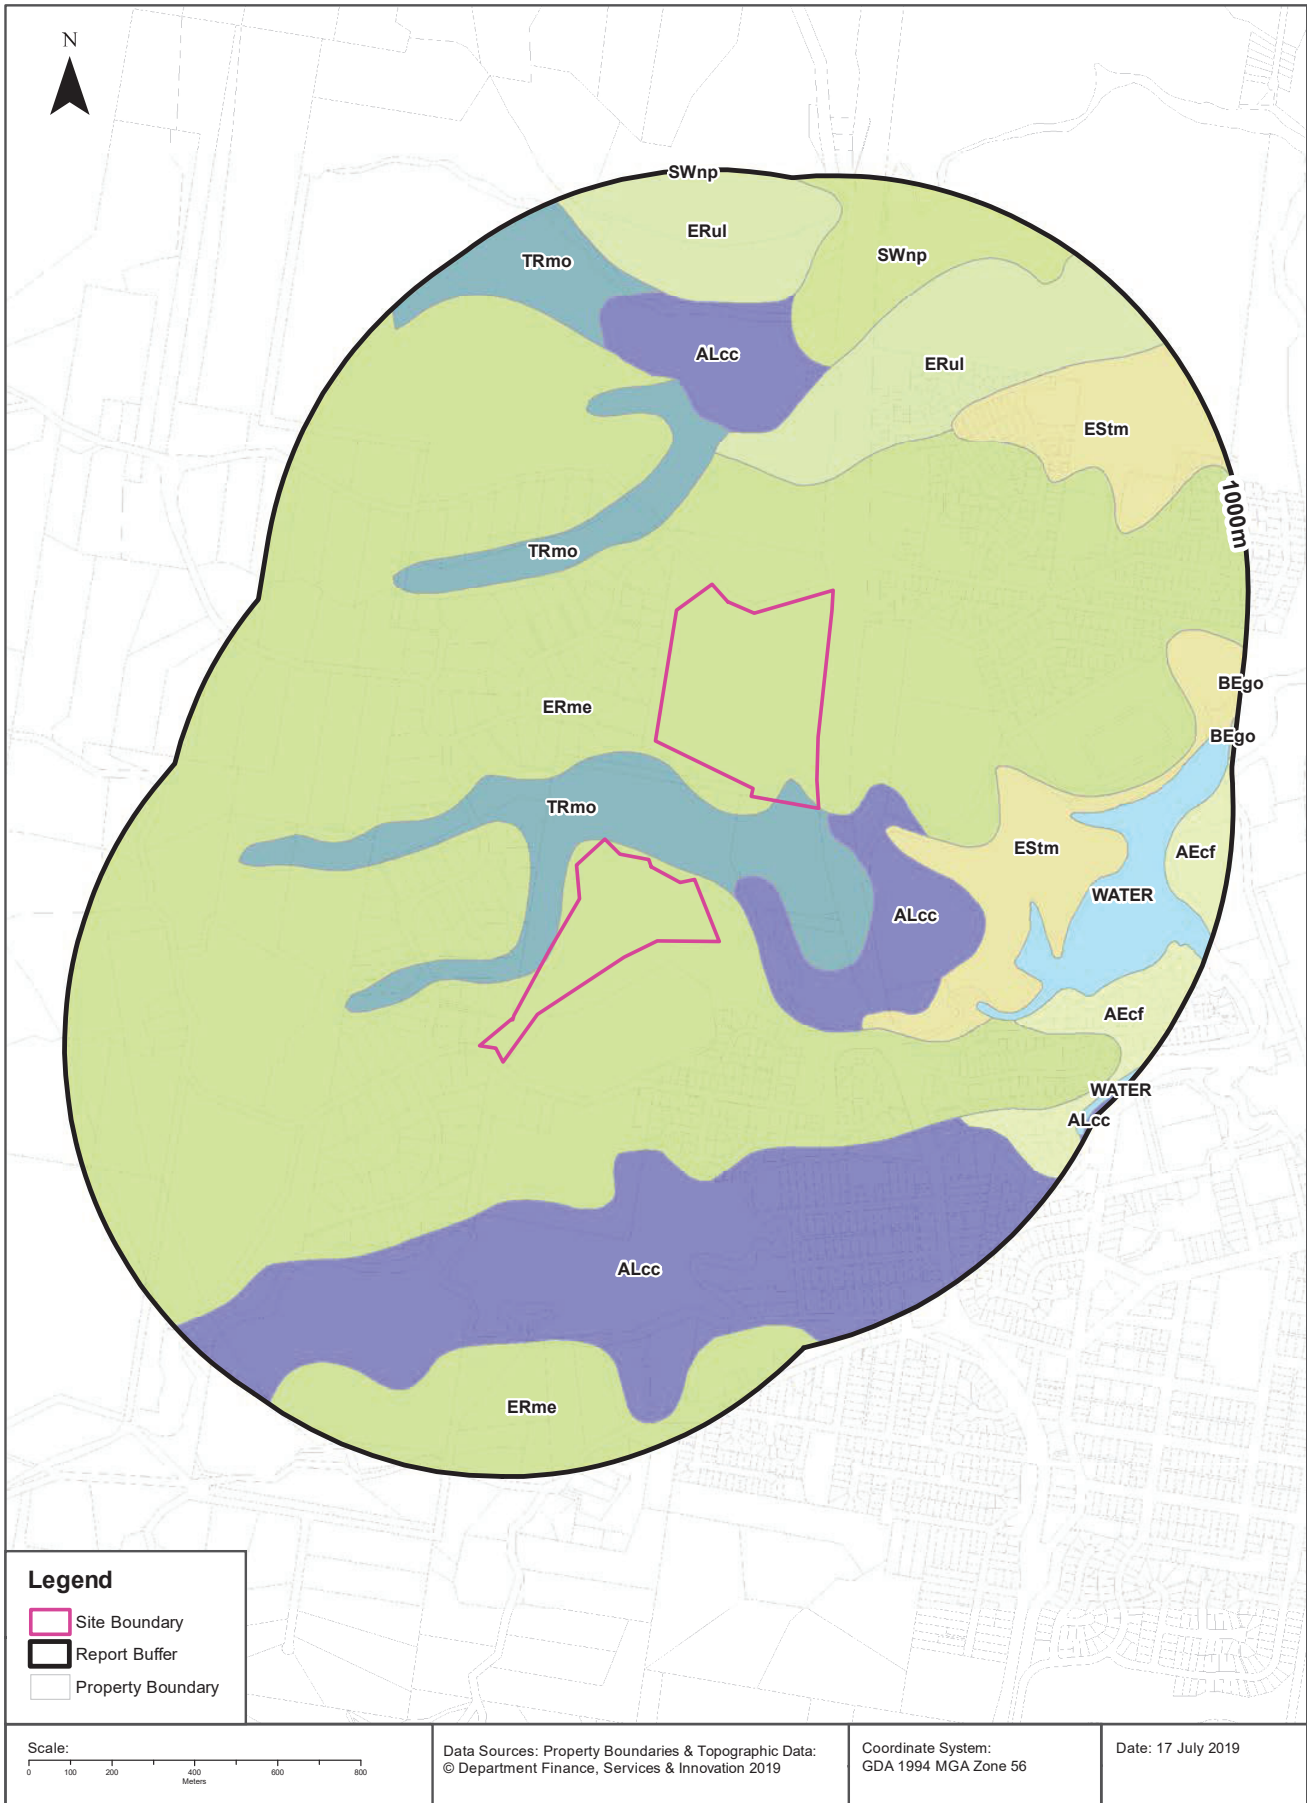 N
SWnp
ERul
SWnp
TRmo
ALcc
ERul
EStm
1000m
TRmo
BEgo
ERme
BEgo
TRmo
EStm
AEcf
WATER
ALcc
AEcf
WATER
ALcc
ALcc
ERme
Legend
Site Boundary
Report Buffer
Property Boundary
Scale:
0 100 200 400 600 800
Meters
Data Sources: Property Boundaries & Topographic Data:
© Department Finance, Services & Innovation 2019
Coordinate System:
GDA 1994 MGA Zone 56
Date: 17 July 2019